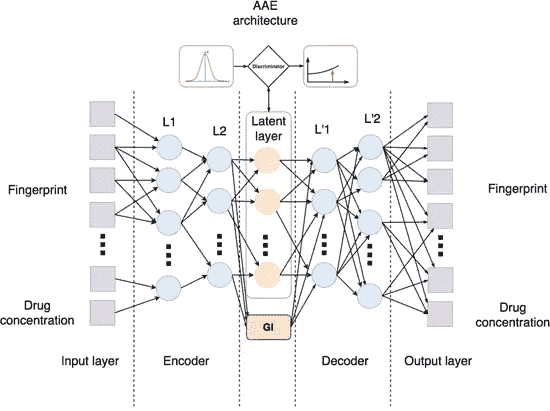 AAE
architecture
Discriminator
L1
L2
Latent
layer
L'1
L'2
Fingerprint
Fingerprint
Drug
concentration
GI
Drug
concentration
Input layer
Encoder
Decoder
Output layer